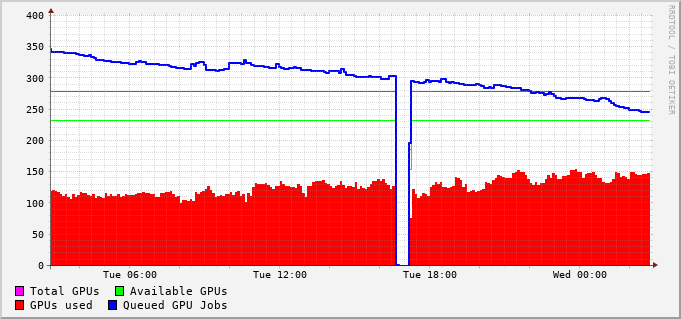 400
350
300
250
200
150
100
50
0
Tue 06:00 Tue 12:00 Tue 18:00 Wed 00:00
Total GPUs Available GPUs
GPUs used Queued GPU Jobs
RRDTOOL / TOBI OETIKER